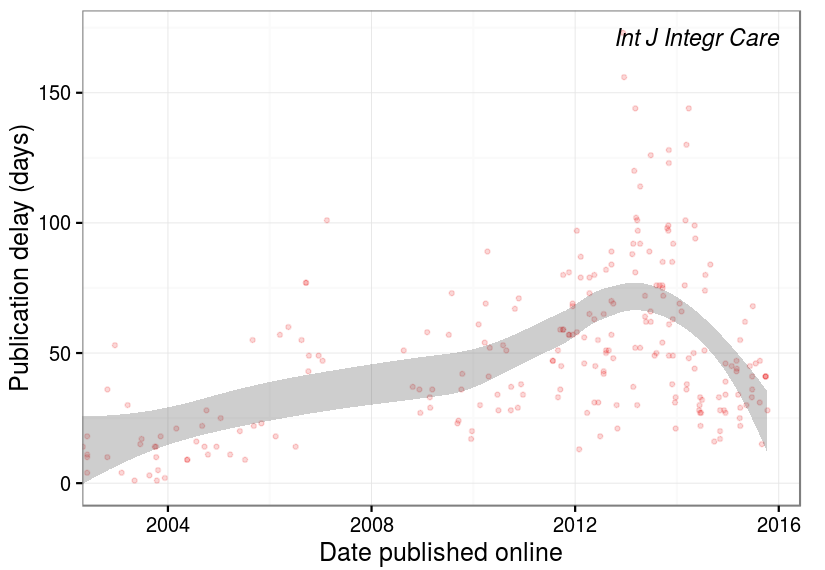 Int J Integr Care
Publication delay (days)
150
100
50
0
2004 2008 2012 2016
Date published online